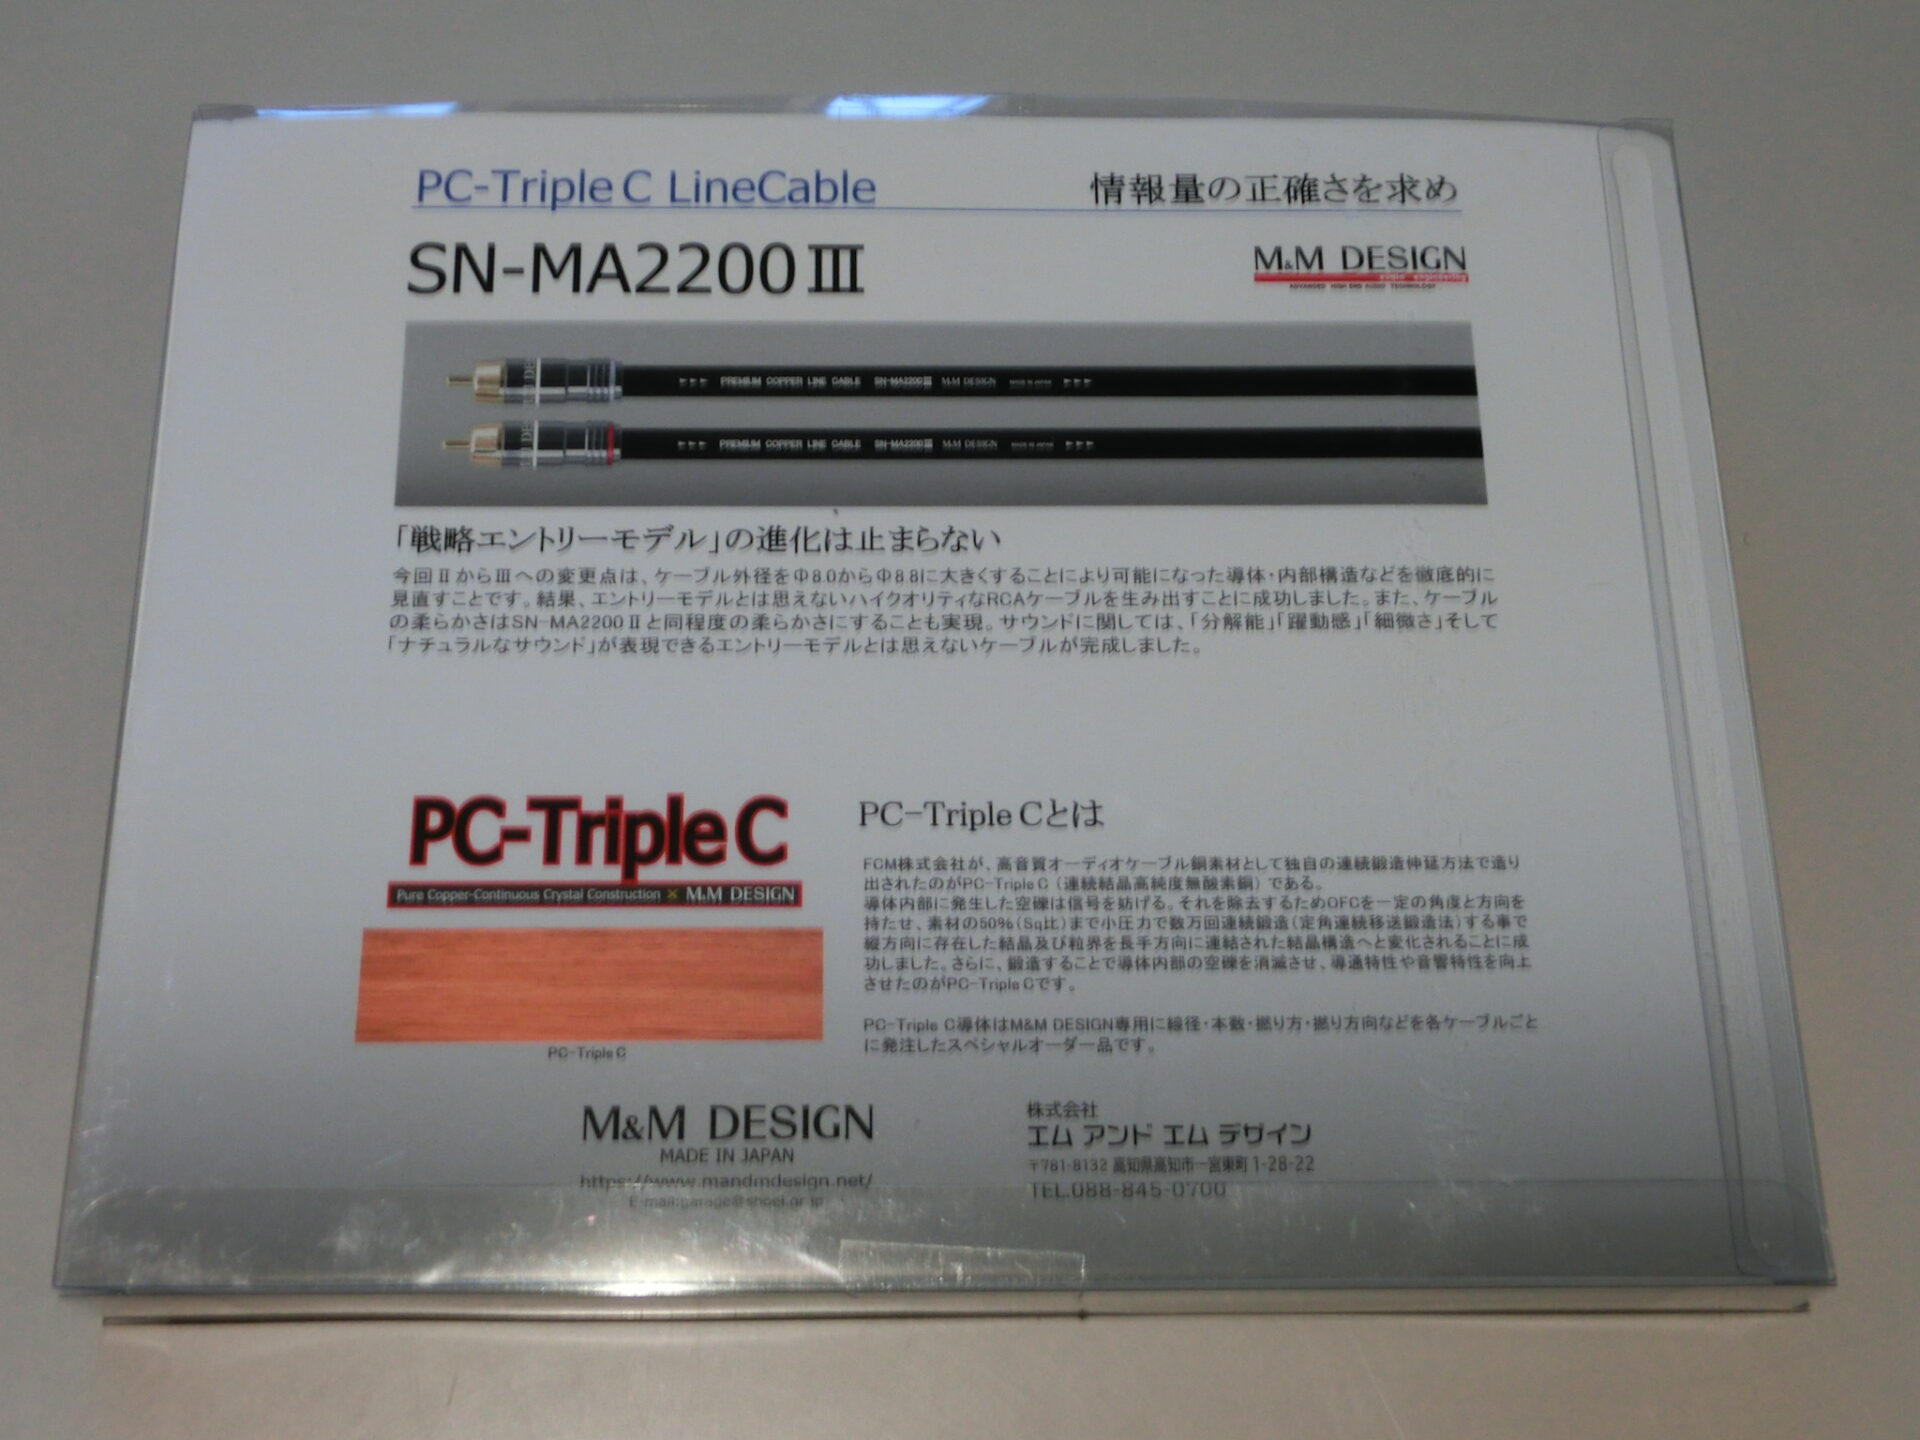 PC-Triple C LineCable
情報量の正確さを求め
SN-MA2200Ⅲ
M&M DESIGN
audio engineering
ADVANCED HIGH END AUDIO TECHNOLOGY
PREMIUM COPPER LINE CABLE SN-MA2200Ⅲ M&M DESIGN MADE IN JAPAN
PREMIUM COPPER LINE CABLE SN-MA2200Ⅲ M&M DESIGN MADE IN JAPAN
「戦略エントリーモデル」の進化は止まらない
今回ⅡからⅢへの変更点は、ケーブル外径をΦ8.0からΦ8.8に大きくすることにより可能になった導体・内部構造などを徹底的に
見直すことです。結果、エントリーモデルとは思えないハイクオリティなRCAケーブルを生み出すことに成功しました。また、ケーブル
の柔らかさはSN-MA2200Ⅱと同程度の柔らかさにすることも実現。サウンドに関しては、「分解能」「躍動感」「細微さ」そして
「ナチュラルなサウンド」が表現できるエントリーモデルとは思えないケーブルが完成しました。
PC-Triple C
Pure Copper-Continuous Crystal Construction × M&M DESIGN
PC-Triple C
PC-Triple Cとは
FCM株式会社が、高音質オーディオケーブル銅素材として独自の連続鍛造伸延方法で造り
出されたのがPC-Triple C（連続結晶高純度無酸素銅）である。
導体内部に発生した空礫は信号を妨げる。それを除去するためOFCを一定の角度と方向を
持たせ、素材の50%（Sq比）まで小圧力で数万回連続鍛造（定角連続移送鍛造法）する事で
縦方向に存在した結晶及び粒界を長手方向に連結された結晶構造へと変化されることに成
功しました。さらに、鍛造することで導体内部の空礫を消滅させ、導通特性や音響特性を向上
させたのがPC-Triple Cです。
PC-Triple C導体はM&M DESIGN専用に線径・本数・撚り方・撚り方向などを各ケーブルごと
に発注したスペシャルオーダー品です。
M&M DESIGN
MADE IN JAPAN
https://www.mandmdesign.net/
E-mail:garage@shoei.gr.jp
株式会社
エム アンド エム デザイン
〒781-8132 高知県高知市一宮東町1-28-22
TEL.088-845-0700